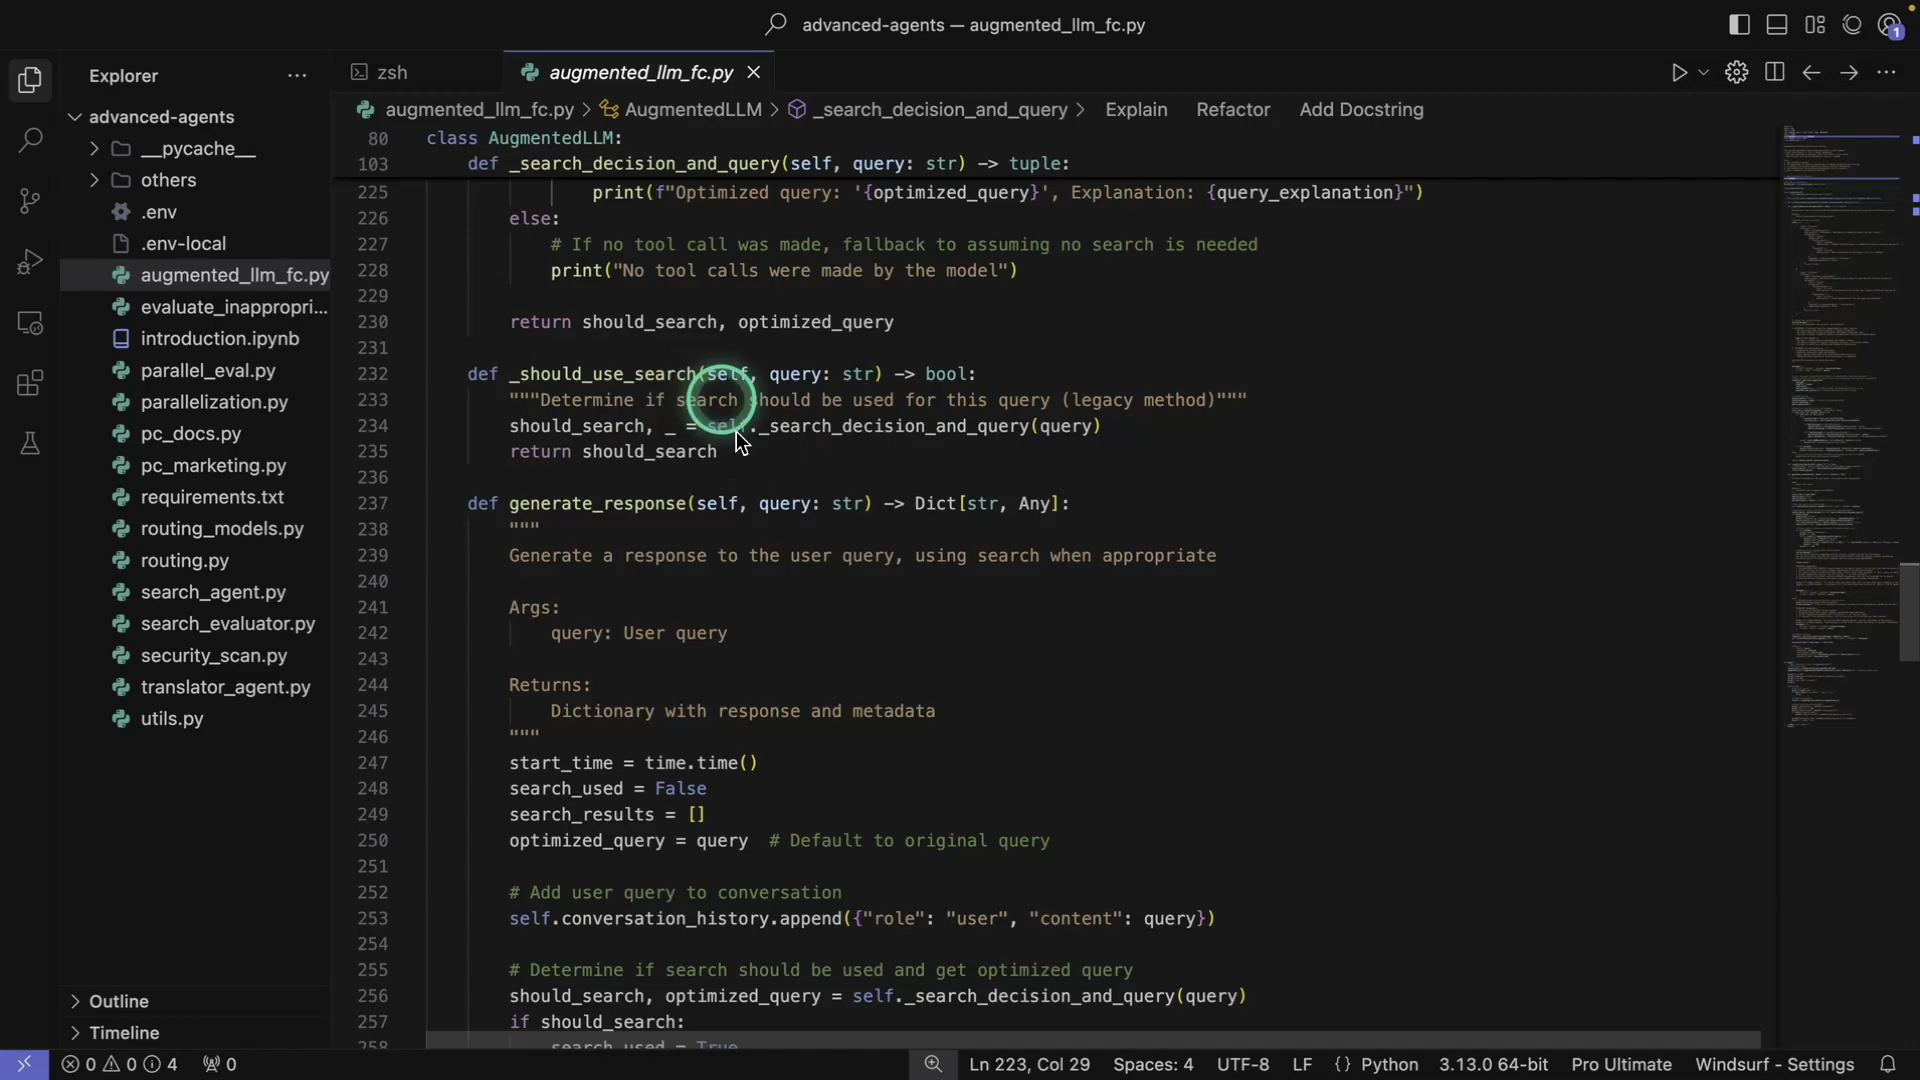 advanced-agents — augmented_llm_fc.py
1
Explorer
zsh
augmented_llm_fc.py
augmented_llm_fc.py > AugmentedLLM > _search_decision_and_query > Explain Refactor Add Docstring
advanced-agents
__pycache__
others
.env
.env-local
augmented_llm_fc.py
evaluate_inappropri...
introduction.ipynb
parallel_eval.py
parallelization.py
pc_docs.py
pc_marketing.py
requirements.txt
routing_models.py
routing.py
search_agent.py
search_evaluator.py
security_scan.py
translator_agent.py
utils.py
Outline
Timeline
80 class AugmentedLLM:
103 def _search_decision_and_query(self, query: str) -> tuple:
225 print(f"Optimized query: '{optimized_query}', Explanation: {query_explanation}")
226 else:
227 # If no tool call was made, fallback to assuming no search is needed
228 print("No tool calls were made by the model")
229
230 return should_search, optimized_query
231
232 def _should_use_search(self, query: str) -> bool:
233 """Determine if search should be used for this query (legacy method)"""
234 should_search, _ = self._search_decision_and_query(query)
235 return should_search
236
237 def generate_response(self, query: str) -> Dict[str, Any]:
238 """
239 Generate a response to the user query, using search when appropriate
240
241 Args:
242 query: User query
243
244 Returns:
245 Dictionary with response and metadata
246 """
247 start_time = time.time()
248 search_used = False
249 search_results = []
250 optimized_query = query # Default to original query
251
252 # Add user query to conversation
253 self.conversation_history.append({"role": "user", "content": query})
254
255 # Determine if search should be used and get optimized query
256 should_search, optimized_query = self._search_decision_and_query(query)
257 if should_search:
258 search_used = True
0 0 4 0
Ln 223, Col 29 Spaces: 4 UTF-8 LF {} Python 3.13.0 64-bit Pro Ultimate Windsurf - Settings